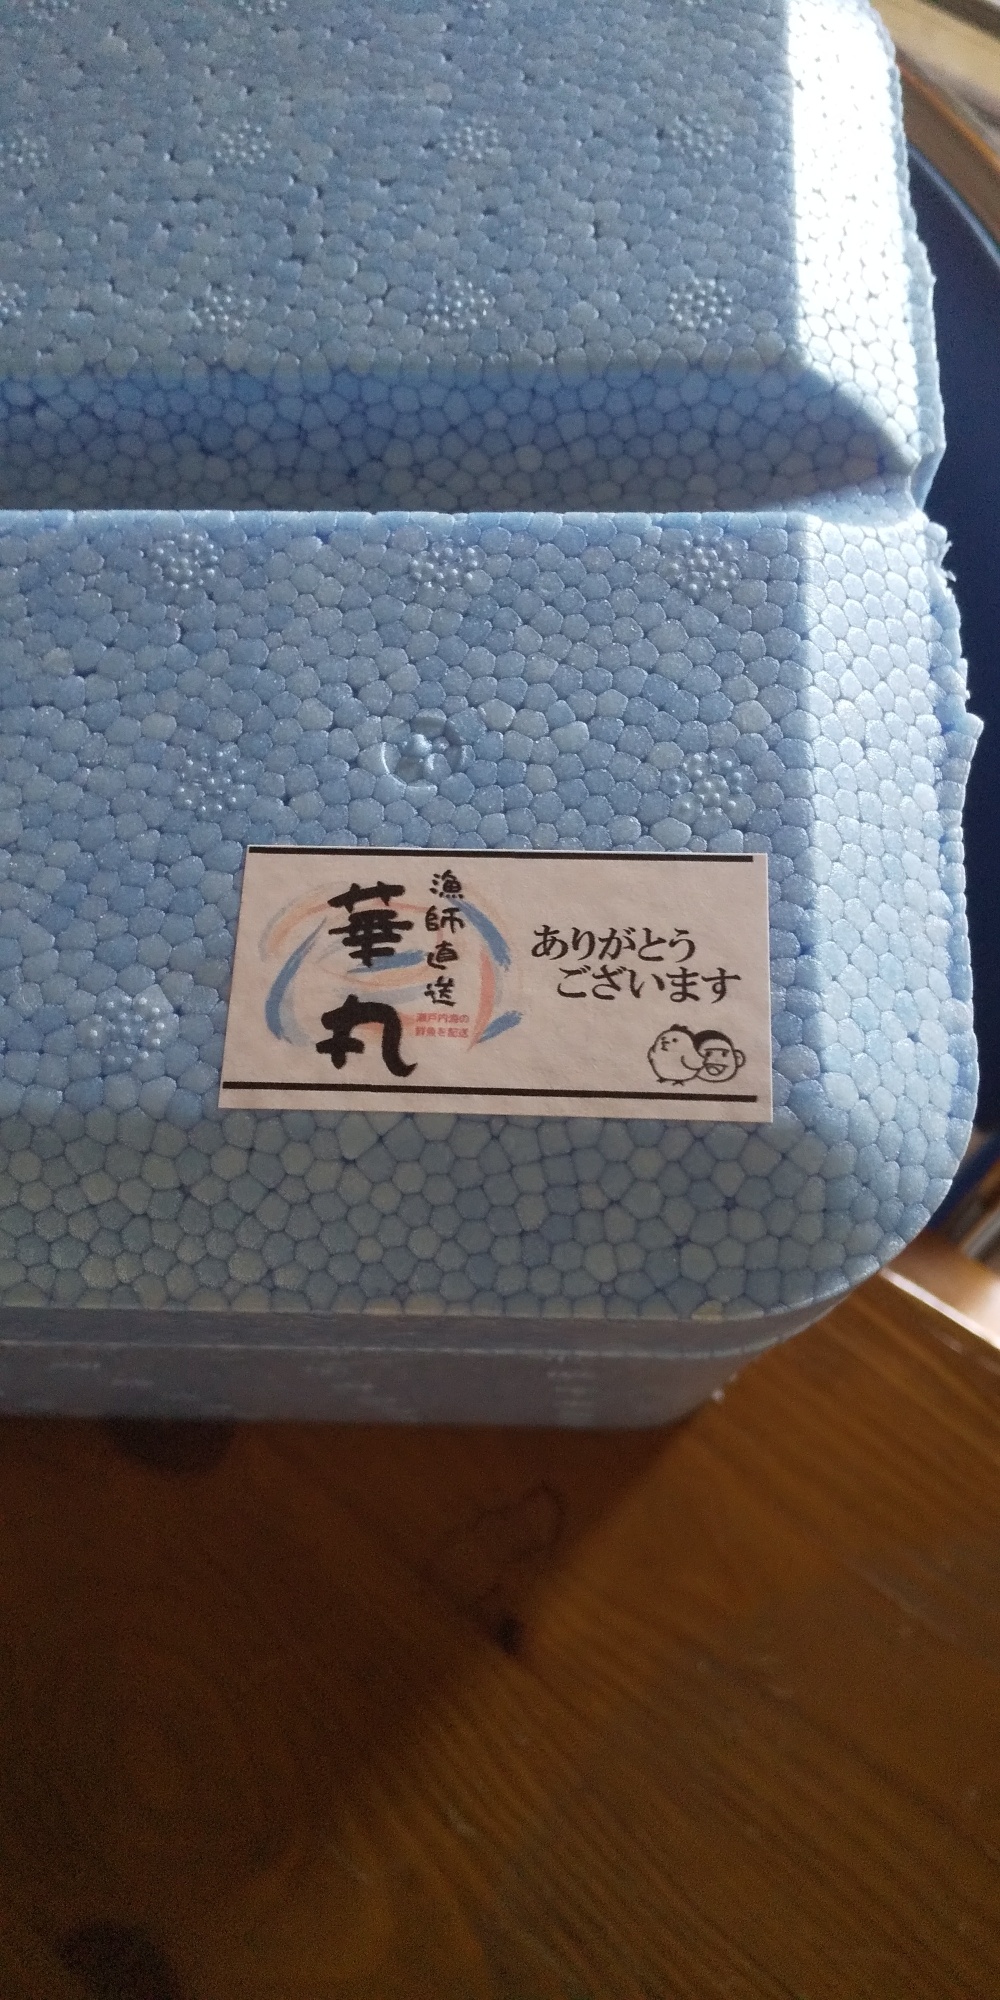 漁師直送
華丸
瀬戸内海の
鮮魚を配送
ありがとう
ございます